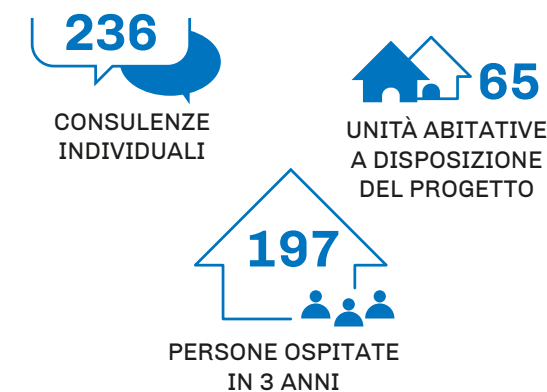 236
CONSULENZE
INDIVIDUALI
65
UNITÀ ABITATIVE
A DISPOSIZIONE
DEL PROGETTO
197
PERSONE OSPITATE
IN 3 ANNI